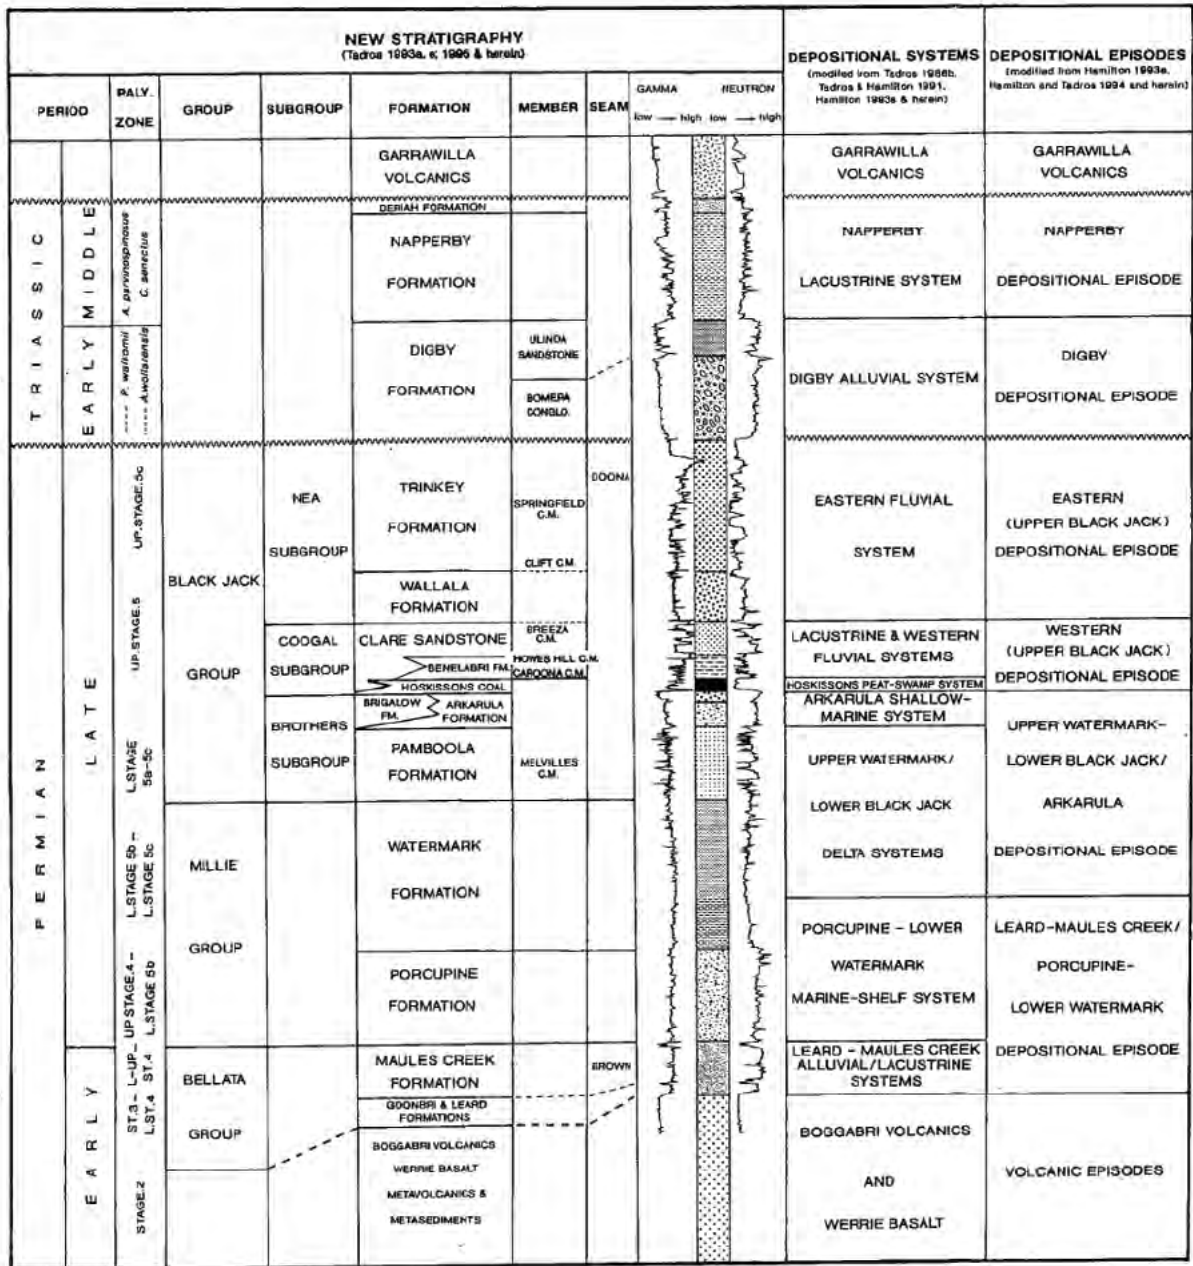 NEW STRATIGRAPHY
(Tadros 1993a, e; 1995 & herein)
DEPOSITIONAL SYSTEMS
(modified from Tadros 1986b,
Tadros & Hamilton 1991,
Hamilton 1993a & herein)
DEPOSITIONAL EPISODES
(modified from Hamilton 1993a,
Hamilton and Tadros 1994 and herein)
PERIOD
PALY.
ZONE
GROUP
SUBGROUP
FORMATION
MEMBER
SEAM
GAMMA
NEUTRON
low → high
low → high
GARRAWILLA
VOLCANICS
GARRAWILLA
VOLCANICS
GARRAWILLA
VOLCANICS
TRIASSIC
MIDDLE
A. parvispinosus
C. senectus
DERIAH FORMATION
NAPPERBY
FORMATION
NAPPERBY
LACUSTRINE SYSTEM
NAPPERBY
DEPOSITIONAL EPISODE
EARLY
P. walkomii
A. wollariensis
DIGBY
FORMATION
ULINDA
SANDSTONE
BOMERA
CONGLO.
DIGBY ALLUVIAL SYSTEM
DIGBY
DEPOSITIONAL EPISODE
PERMIAN
LATE
UP.STAGE.5c
UP.STAGE.5
L.STAGE
5a-5c
L.STAGE 5b -
L.STAGE 5c
UP STAGE.4 -
L.STAGE 5b
BLACK JACK
GROUP
NEA
SUBGROUP
TRINKEY
FORMATION
SPRINGFIELD
C.M.
CLIFT C.M.
DOONA
WALLALA
FORMATION
EASTERN FLUVIAL
SYSTEM
EASTERN
(UPPER BLACK JACK)
DEPOSITIONAL EPISODE
COOGAL
SUBGROUP
CLARE SANDSTONE
BREEZA
C.M.
BENELABRI FM.
HOWES HILL C.M.
CAROONA C.M.
HOSKISSONS COAL
LACUSTRINE & WESTERN
FLUVIAL SYSTEMS
HOSKISSONS PEAT-SWAMP SYSTEM
WESTERN
(UPPER BLACK JACK)
DEPOSITIONAL EPISODE
BROTHERS
SUBGROUP
BRIGALOW
FM.
ARKARULA
FORMATION
PAMBOOLA
FORMATION
MELVILLES
C.M.
ARKARULA SHALLOW-
MARINE SYSTEM
UPPER WATERMARK/
LOWER BLACK JACK
DELTA SYSTEMS
UPPER WATERMARK-
LOWER BLACK JACK/
ARKARULA
DEPOSITIONAL EPISODE
MILLIE
GROUP
WATERMARK
FORMATION
PORCUPINE
FORMATION
PORCUPINE - LOWER
WATERMARK
MARINE-SHELF SYSTEM
LEARD-MAULES CREEK/
PORCUPINE-
LOWER WATERMARK
DEPOSITIONAL EPISODE
EARLY
ST.3- L-UP-
L.ST.4 ST.4
STAGE.2
BELLATA
GROUP
MAULES CREEK
FORMATION
BROWN
GOONBRI & LEARD
FORMATIONS
LEARD - MAULES CREEK
ALLUVIAL/LACUSTRINE
SYSTEMS
BOGGABRI VOLCANICS
WERRIE BASALT
METAVOLCANICS &
METASEDIMENTS
BOGGABRI VOLCANICS
AND
WERRIE BASALT
VOLCANIC EPISODES